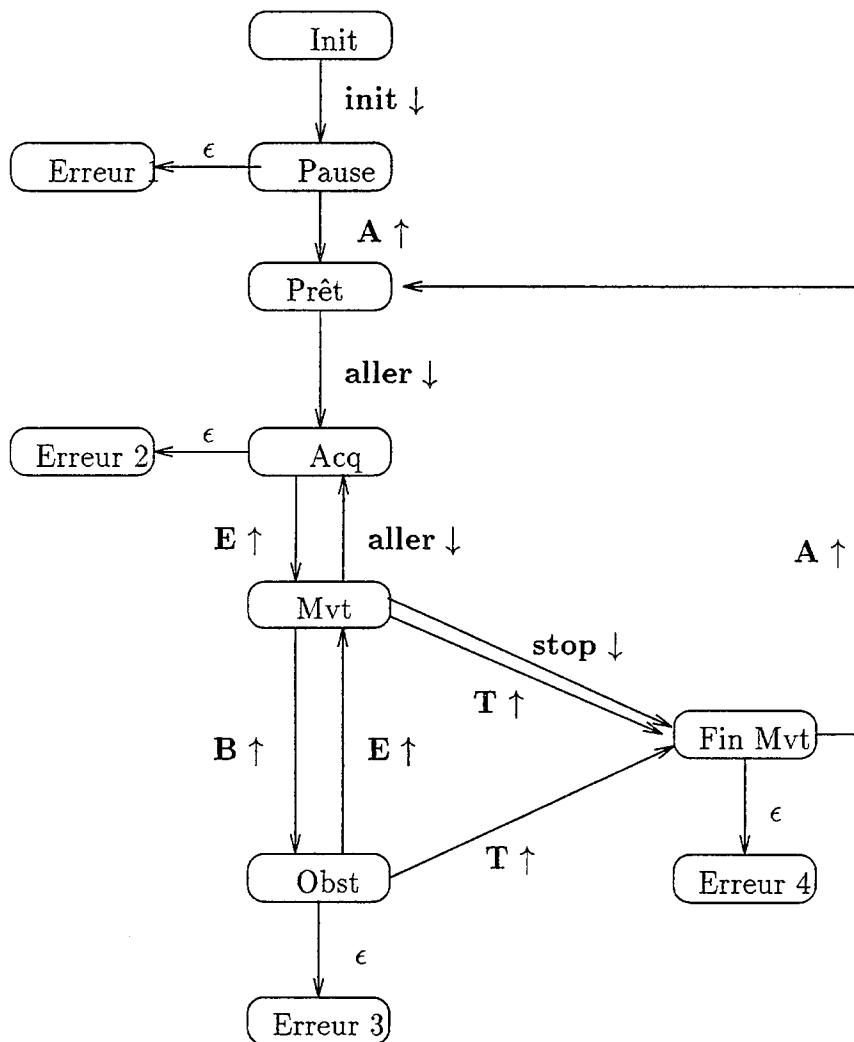 Init
init ↓
Erreur 1
ϵ
Pause
A ↑
Prêt
aller ↓
Erreur 2
ϵ
Acq
E ↑
aller ↓
A ↑
Mvt
stop ↓
T ↑
B ↑
E ↑
Fin Mvt
ϵ
T ↑
Obst
Erreur 4
ϵ
Erreur 3